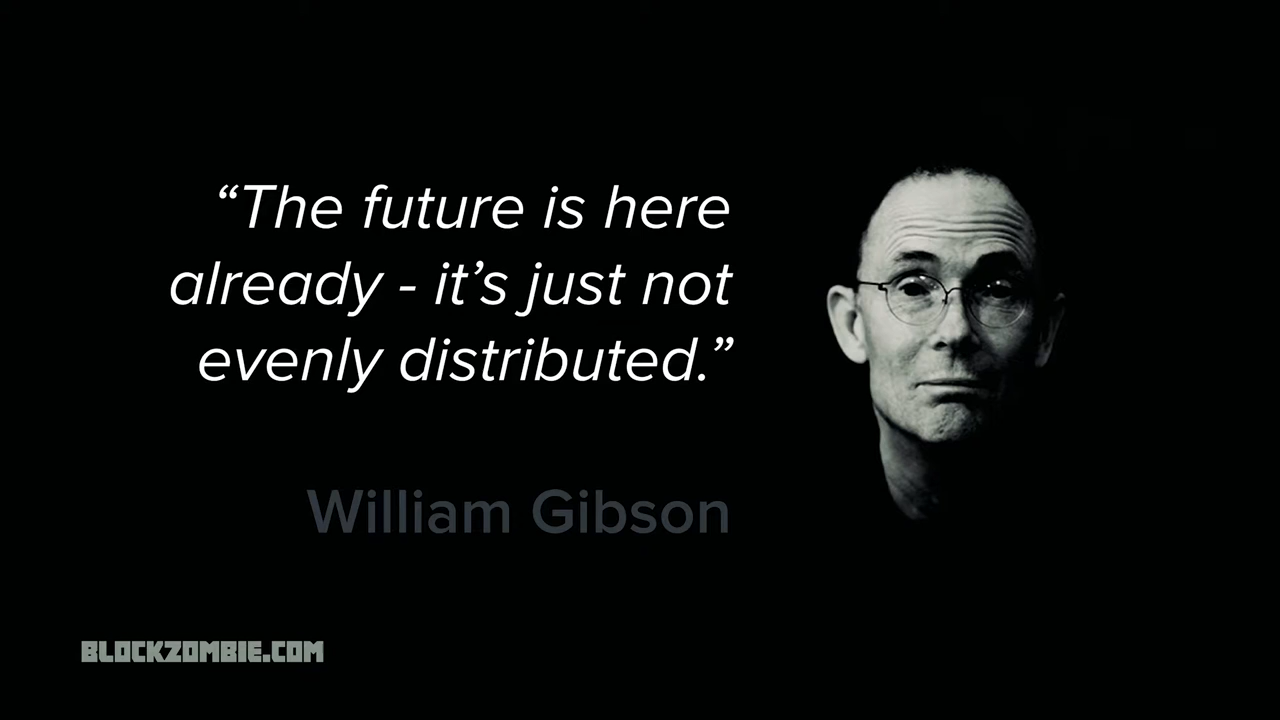 “The future is here
already - it’s just not
evenly distributed.”
William Gibson
BLOCKZOMBIE.COM